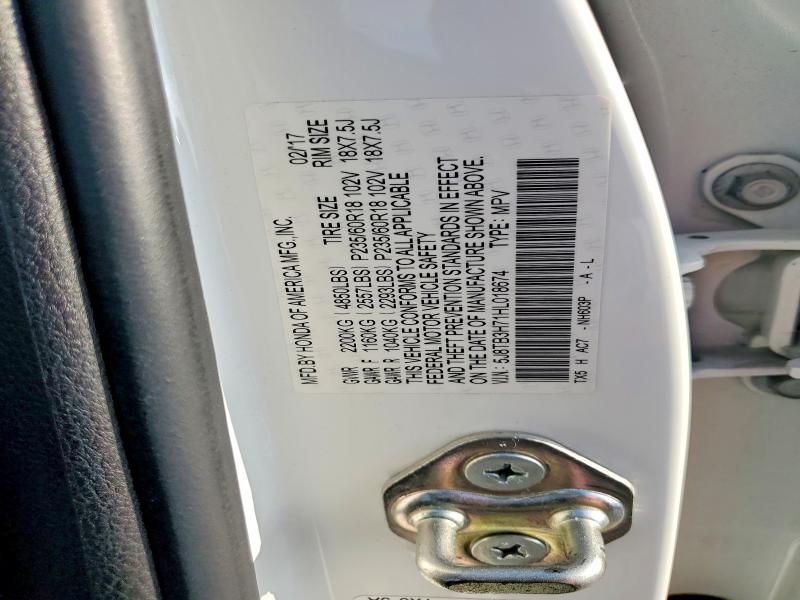 MFD.BY HONDA OF AMERICA MFG., INC. 02/17
GVWR 2200KG (4850LBS) TIRE SIZE RIM SIZE
GAWR F 1160KG (2557LBS) P235/60R18 102V 18X7.5J
GAWR R 1040KG (2293LBS) P235/60R18 102V 18X7.5J
THIS VEHICLE CONFORMS TO ALL APPLICABLE
FEDERAL MOTOR VEHICLE SAFETY
AND THEFT PREVENTION STANDARDS IN EFFECT
ON THE DATE OF MANUFACTURE SHOWN ABOVE.
V.I.N.: 5J8TB3H71HL018674 TYPE: MPV
TX5 H AC7 -NH603P -A-L